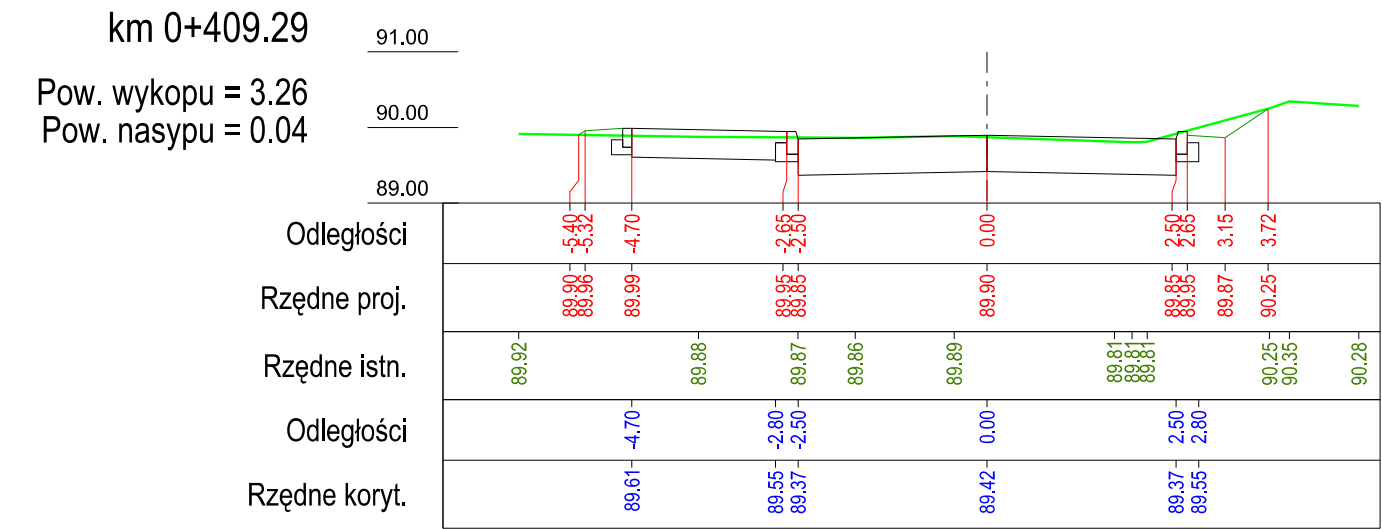 km 0+409.29
91.00
Pow. wykopu = 3.26
90.00
Pow. nasypu = 0.04
89.00
Odległości -5.40 -5.32 -4.70 -2.65 -2.50 0.00 2.50 2.65 3.15 3.72
Rzędne proj. 89.90 89.96 89.99 89.95 89.85 89.90 89.85 89.95 89.87 90.25
Rzędne istn. 89.92 89.88 89.87 89.86 89.89 89.81 89.81 89.81 90.25 90.35 90.28
Odległości -4.70 -2.80 -2.50 0.00 2.50 2.80
Rzędne koryt. 89.61 89.55 89.37 89.42 89.37 89.55